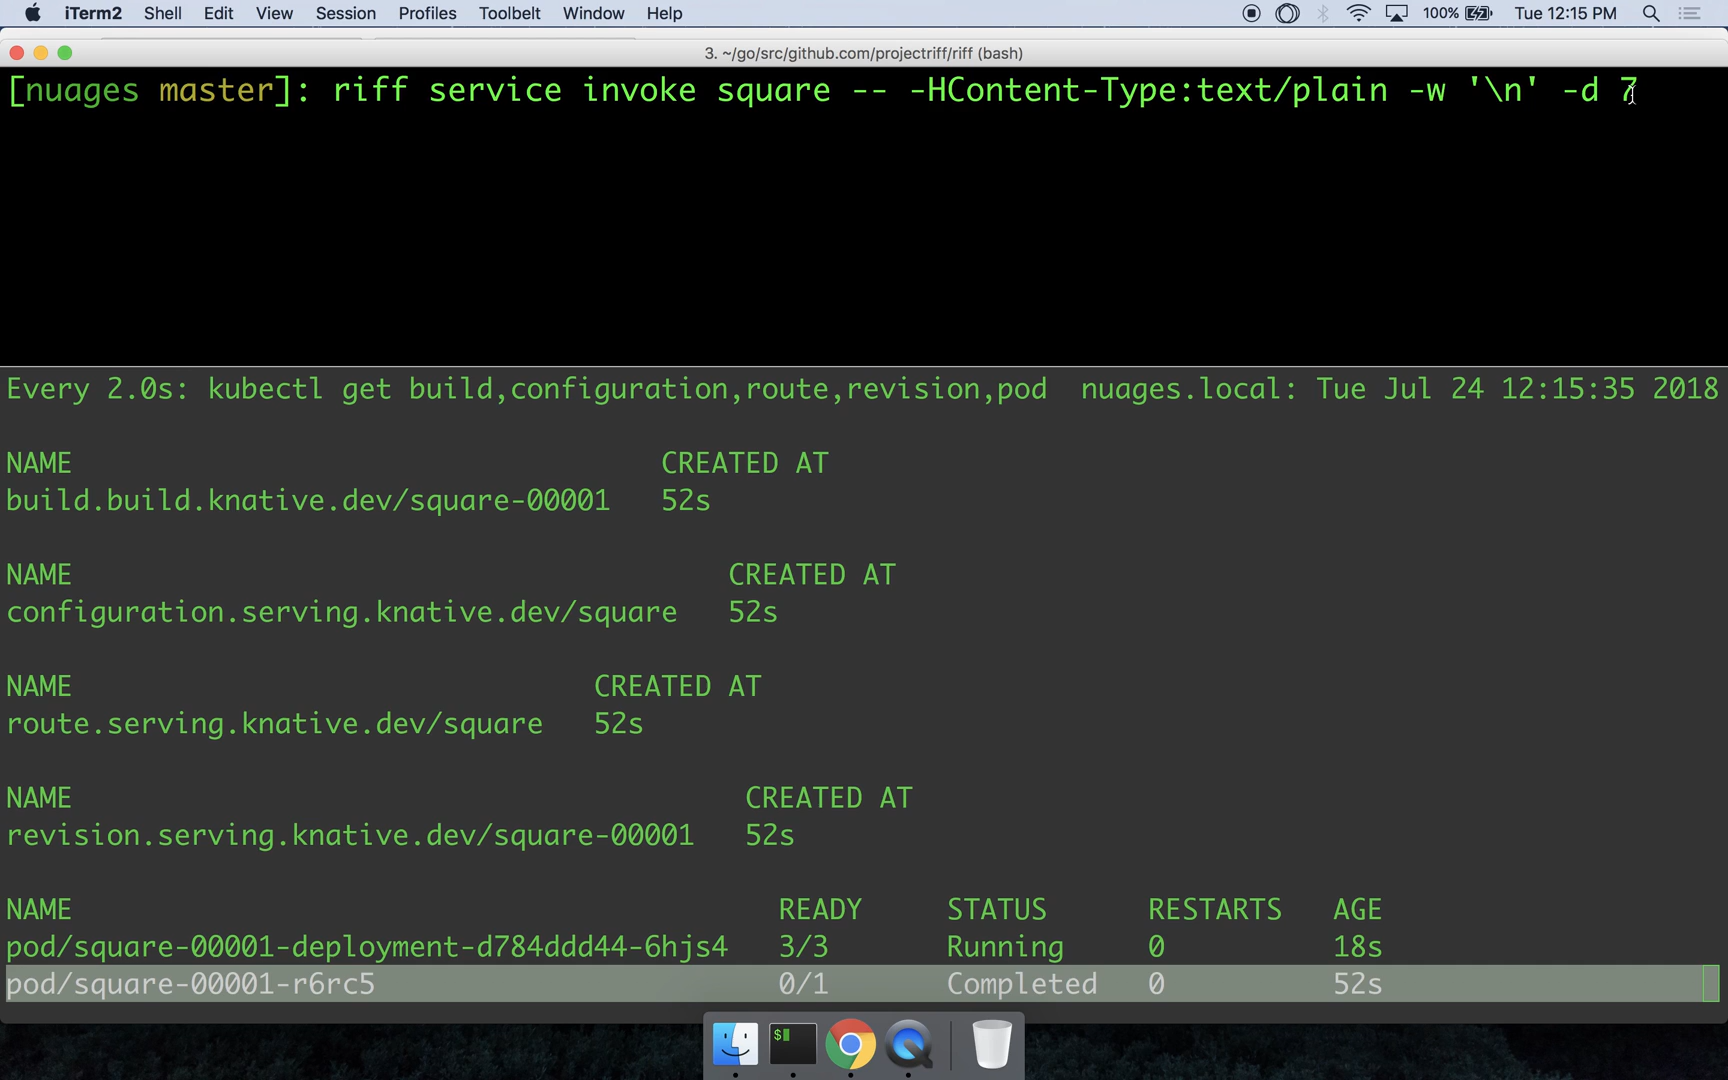 iTerm2 Shell Edit View Session Profiles Toolbelt Window Help 100% Tue 12:15 PM
3. ~/go/src/github.com/projectriff/riff (bash)
[nuages master]: riff service invoke square -- -HContent-Type:text/plain -w '\n' -d 7
Every 2.0s: kubectl get build,configuration,route,revision,pod nuages.local: Tue Jul 24 12:15:35 2018
NAME CREATED AT
build.build.knative.dev/square-00001 52s
NAME CREATED AT
configuration.serving.knative.dev/square 52s
NAME CREATED AT
route.serving.knative.dev/square 52s
NAME CREATED AT
revision.serving.knative.dev/square-00001 52s
NAME READY STATUS RESTARTS AGE
pod/square-00001-deployment-d784ddd44-6hjs4 3/3 Running 0 18s
pod/square-00001-r6rc5 0/1 Completed 0 52s
$